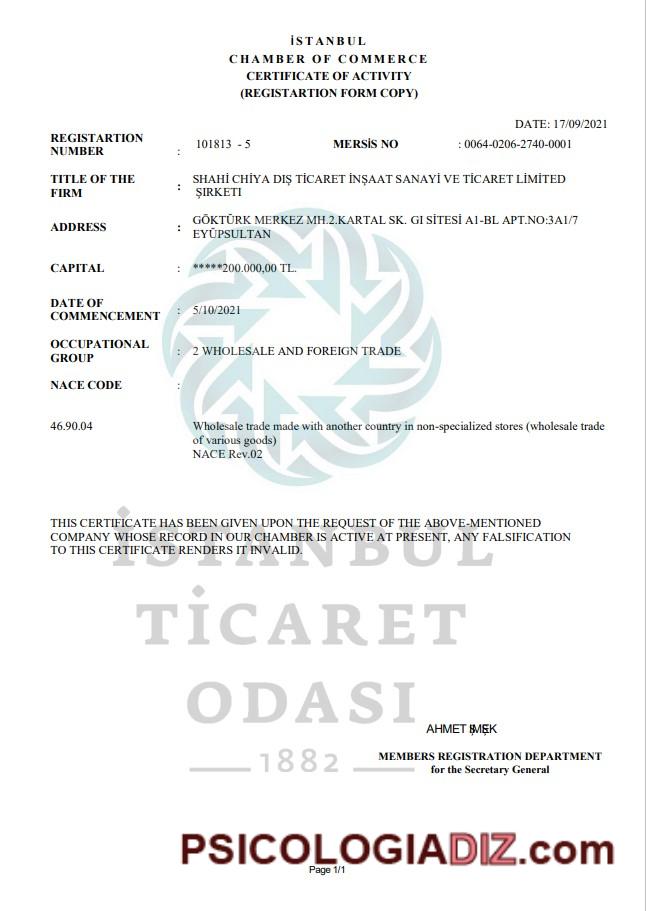 İSTANBUL
CHAMBER OF COMMERCE
CERTIFICATE OF ACTIVITY
(REGISTARTION FORM COPY)
DATE: 17/09/2021
REGISTARTION NUMBER : 101813 - 5 MERSİS NO : 0064-0206-2740-0001
TITLE OF THE FIRM : SHAHİ CHİYA DIŞ TİCARET İNŞAAT SANAYİ VE TİCARET LİMİTED
ŞIRKETI
ADDRESS : GÖKTÜRK MERKEZ MH.2.KARTAL SK. GI SİTESİ A1-BL APT.NO:3A1/7
EYÜPSULTAN
CAPITAL : *****200.000,00 TL.
DATE OF COMMENCEMENT : 5/10/2021
OCCUPATIONAL GROUP : 2 WHOLESALE AND FOREIGN TRADE
NACE CODE :
46.90.04 Wholesale trade made with another country in non-specialized stores (wholesale trade
of various goods)
NACE Rev.02
THIS CERTIFICATE HAS BEEN GIVEN UPON THE REQUEST OF THE ABOVE-MENTIONED
COMPANY WHOSE RECORD IN OUR CHAMBER IS ACTIVE AT PRESENT, ANY FALSIFICATION
TO THIS CERTIFICATE RENDERS IT INVALID.
İSTANBUL
TİCARET
ODASI
1882
AHMET
MEMBERS REGISTRATION DEPARTMENT
for the Secretary General
PSICOLOGIADIZ.com
Page 1/1